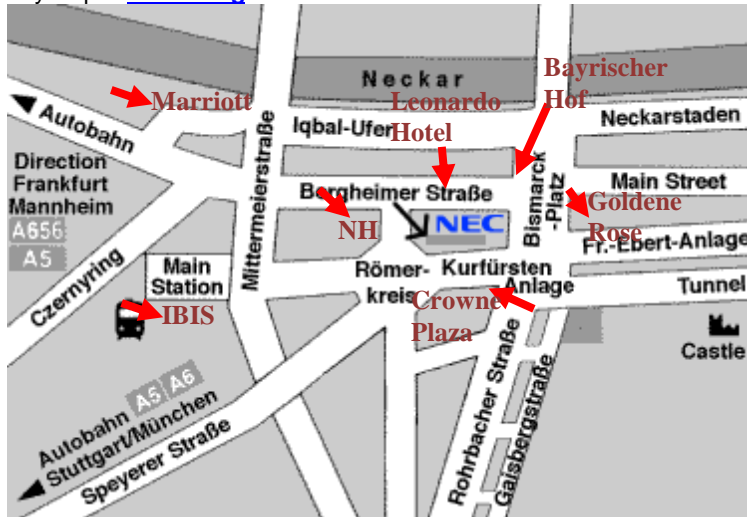 Neckar
Bayrischer
Hof
Marriott
Leonardo
Hotel
Autobahn
Iqbal-Ufer
Neckarstaden
Direction
Frankfurt
Mannheim
A656
A5
Mittermeierstraße
Bergheimer Straße
Bismarck
-Platz
Main Street
Goldene
Rose
NH
NEC
Fr.-Ebert-Anlage
Czernyring
Main
Station
Römer-
kreis
Kurfürsten
Anlage
Tunnel
IBIS
Crowne
Plaza
Castle
Autobahn A5 A6
Stuttgart/München
Speyerer Straße
Rohrbacher Straße
Gaisbergstraße